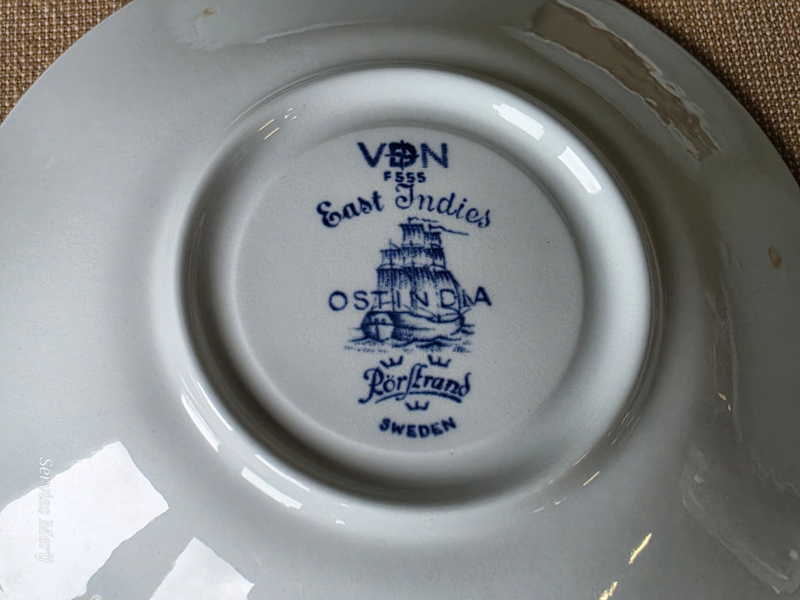 VDN
F555
East Indies
OSTINDIA
Rörstrand
SWEDEN